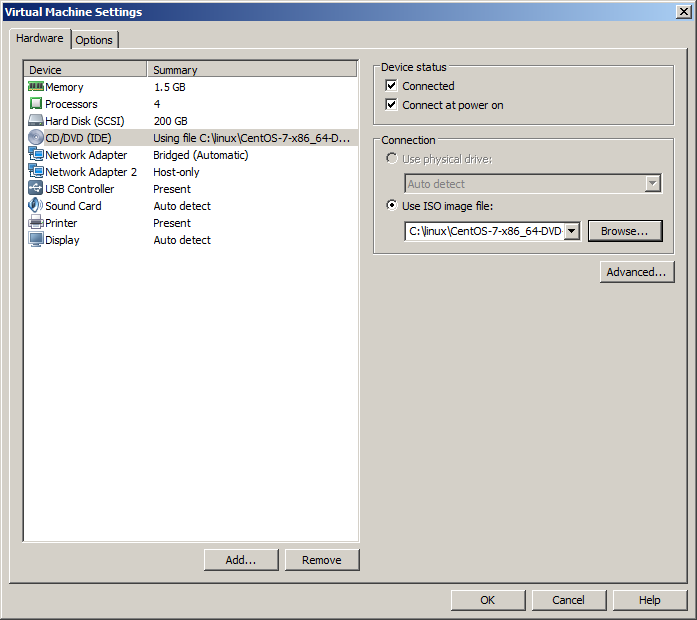 Virtual Machine Settings
Hardware Options
Device Summary
Memory 1.5 GB
Processors 4
Hard Disk (SCSI) 200 GB
CD/DVD (IDE) Using file C:\linux\CentOS-7-x86_64-D...
Network Adapter Bridged (Automatic)
Network Adapter 2 Host-only
USB Controller Present
Sound Card Auto detect
Printer Present
Display Auto detect
Add... Remove
Device status
Connected
Connect at power on
Connection
Use physical drive:
Auto detect
Use ISO image file:
C:\linux\CentOS-7-x86_64-DVD- Browse...
Advanced...
OK Cancel Help